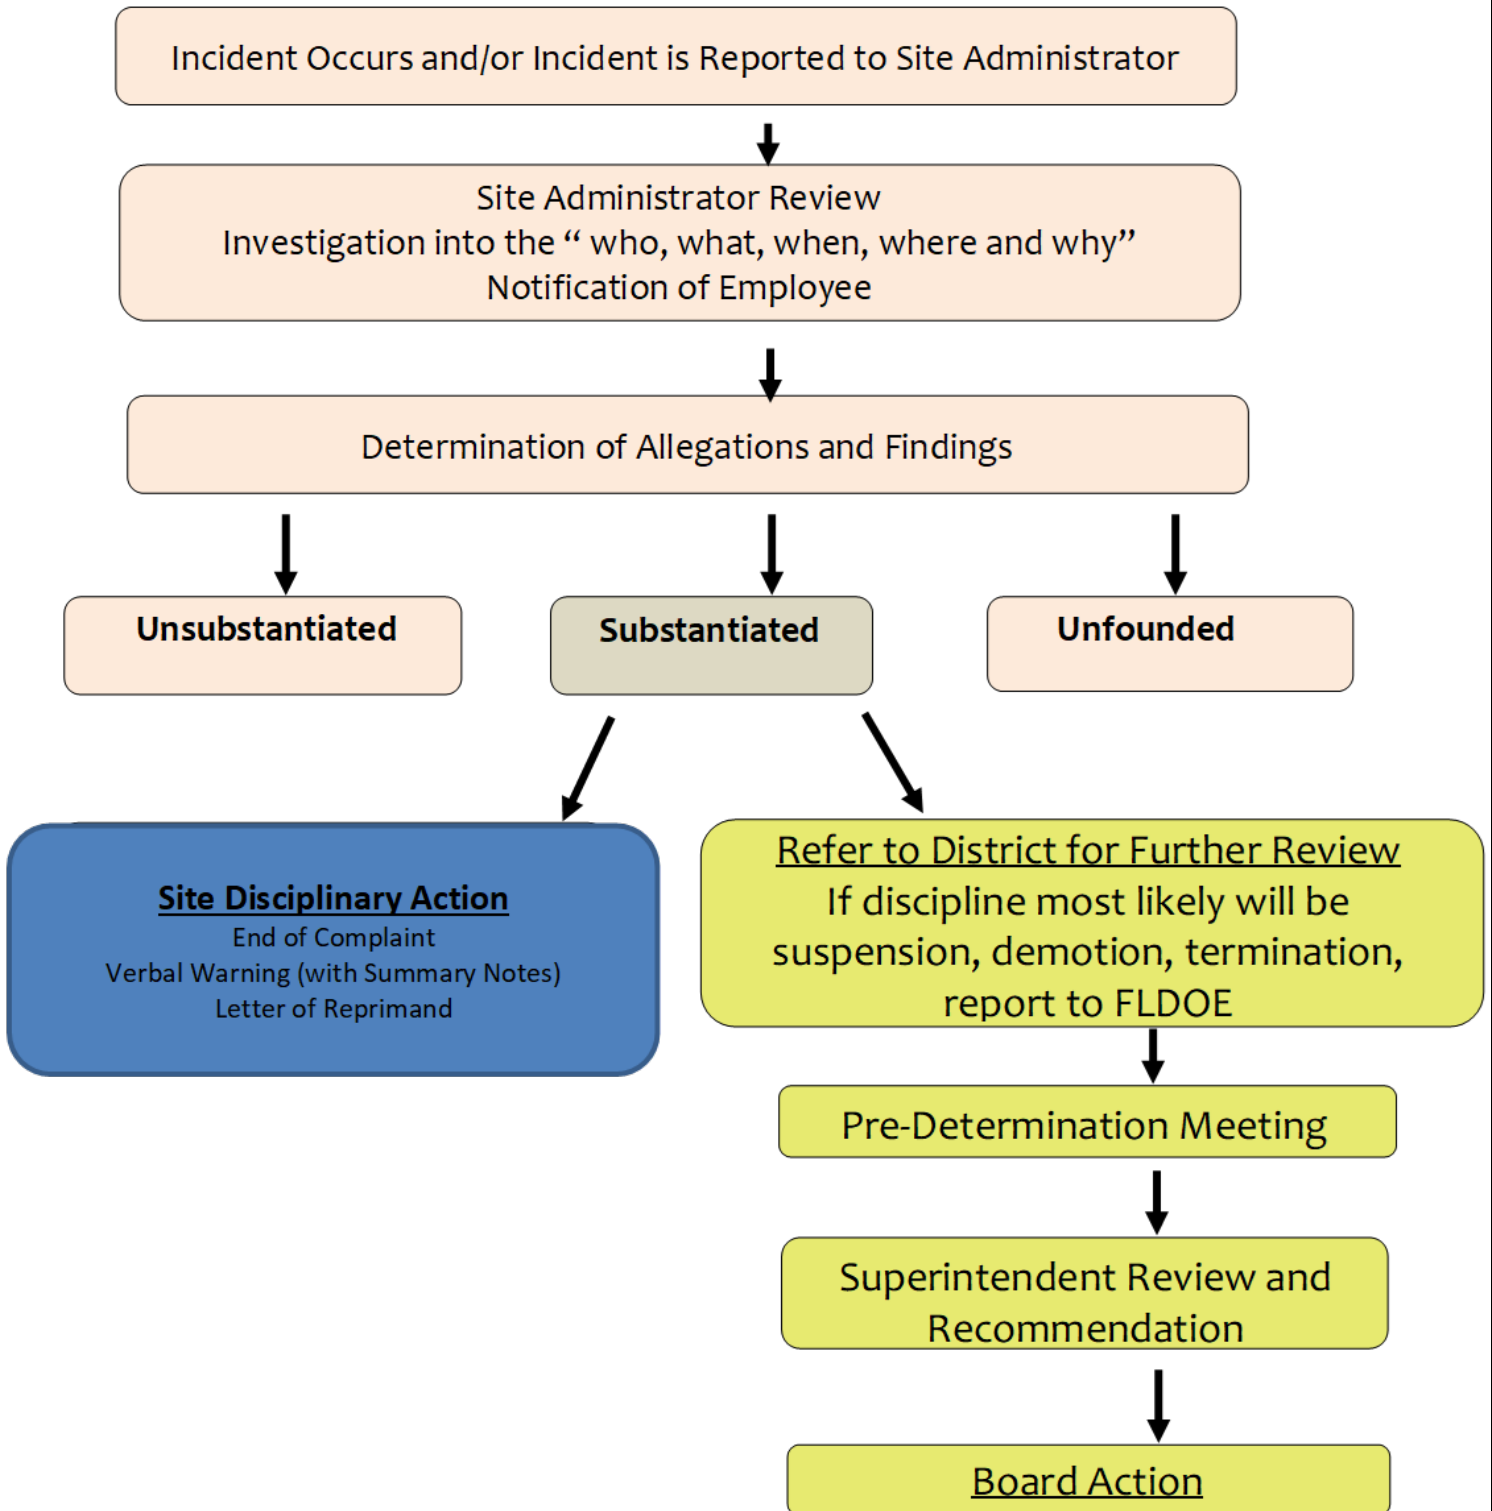 Incident Occurs and/or Incident is Reported to Site Administrator
Site Administrator Review
Investigation into the “ who, what, when, where and why”
Notification of Employee
Determination of Allegations and Findings
Unsubstantiated
Substantiated
Unfounded
Site Disciplinary Action
End of Complaint
Verbal Warning (with Summary Notes)
Letter of Reprimand
Refer to District for Further Review
If discipline most likely will be
suspension, demotion, termination,
report to FLDOE
Pre-Determination Meeting
Superintendent Review and
Recommendation
Board Action